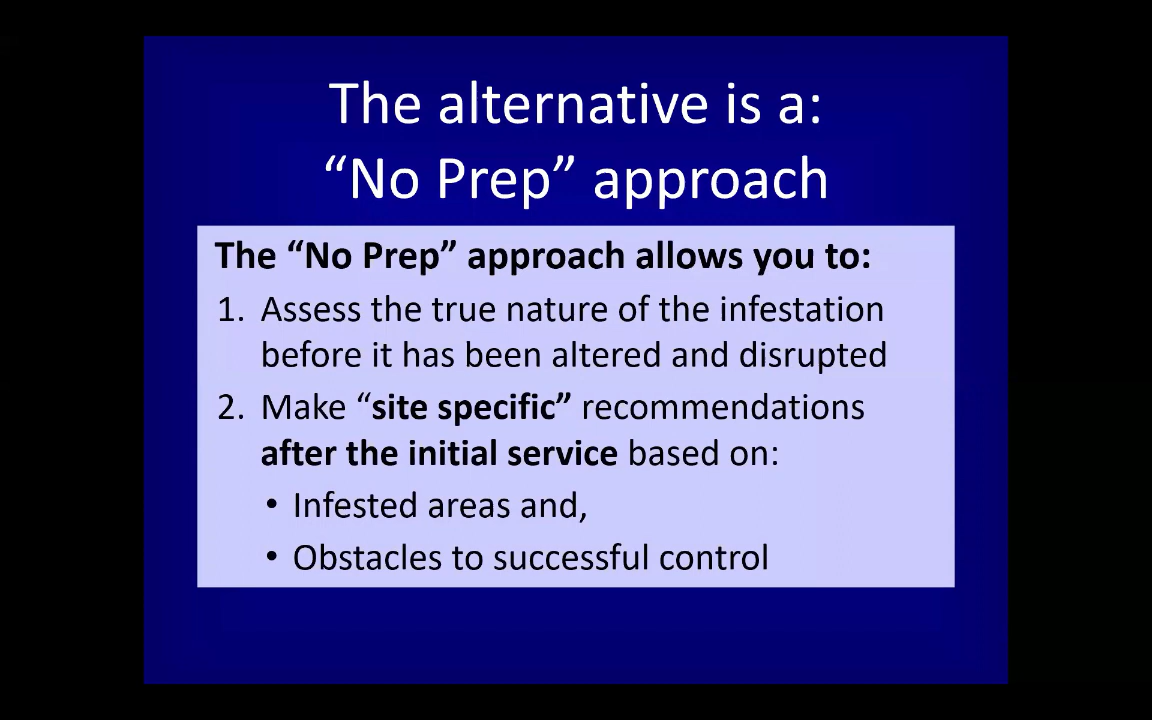 The alternative is a:
“No Prep” approach
The “No Prep” approach allows you to:
1. Assess the true nature of the infestation
before it has been altered and disrupted
2. Make “site specific” recommendations
after the initial service based on:
• Infested areas and,
• Obstacles to successful control